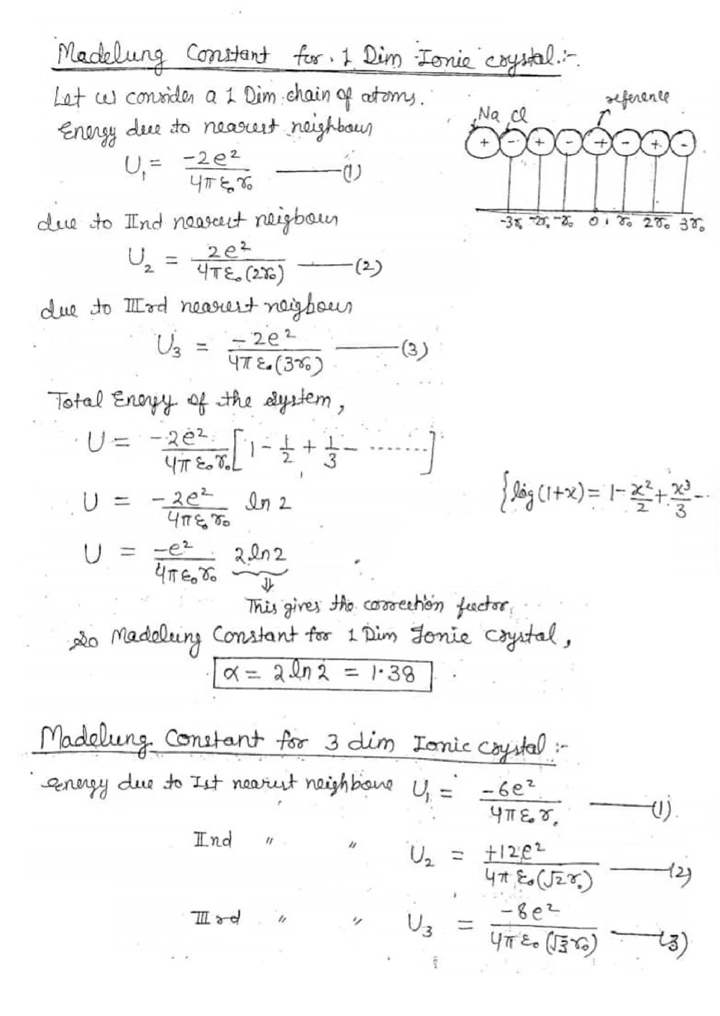 Madelung Constant for 1 Dim Ionic crystal:-
Let us consider a 1 Dim chain of atoms.
Energy due to nearest neighbour
U₁ = -2e² / 4πε₀r₀ ——(1)
Na Cl reference
+ - + - + - + -
-3r₀ -2r₀ -r₀ 0 r₀ 2r₀ 3r₀
due to IInd nearest neigbour
U₂ = 2e² / 4πε₀(2r₀) ——(2)
due to IIIrd nearest neigbour
U₃ = -2e² / 4πε₀(3r₀) ——(3)
Total Energy of the system,
U = -2e² / 4πε₀r₀ [1 - 1/2 + 1/3 - ......]
U = -2e² / 4πε₀r₀ ln 2
{log(1+x) = 1 - x²/2 + x³/3 -
U = -e² / 4πε₀r₀ 2ln2
⇓
This gives the correction factor,
So Madelung Constant for 1 Dim Ionic crystal,
α = 2 ln 2 = 1.38
Madelung Constant for 3 dim Ionic crystal :-
energy due to Ist nearest neighbour U₁ = -6e² / 4πε₀r₀ ——(1)
IInd " " U₂ = +12e² / 4πε₀(√2r₀) ——(2)
IIIrd " " U₃ = -8e² / 4πε₀(√3r₀) ——(3)